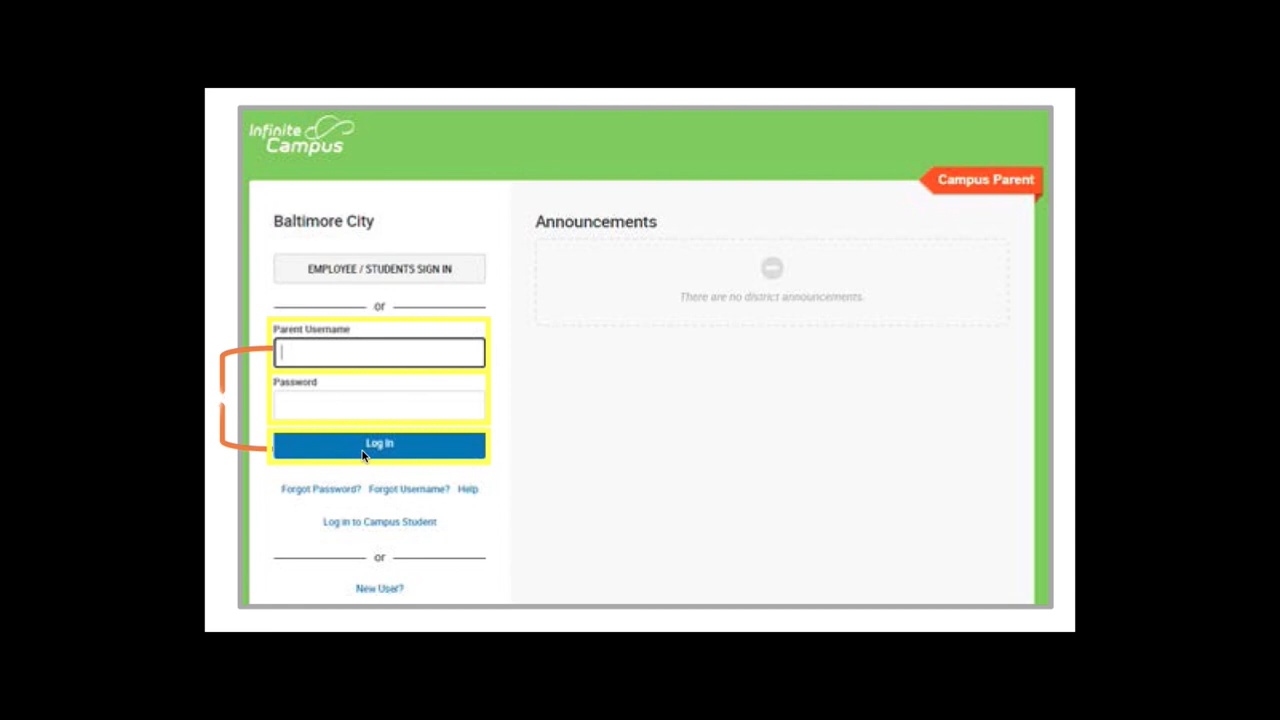 Infinite
Campus
Campus Parent
Baltimore City
EMPLOYEE / STUDENTS SIGN IN
or
Parent Username
Password
Log In
Forgot Password? Forgot Username? Help
Log in to Campus Student
or
New User?
Announcements
There are no district announcements.